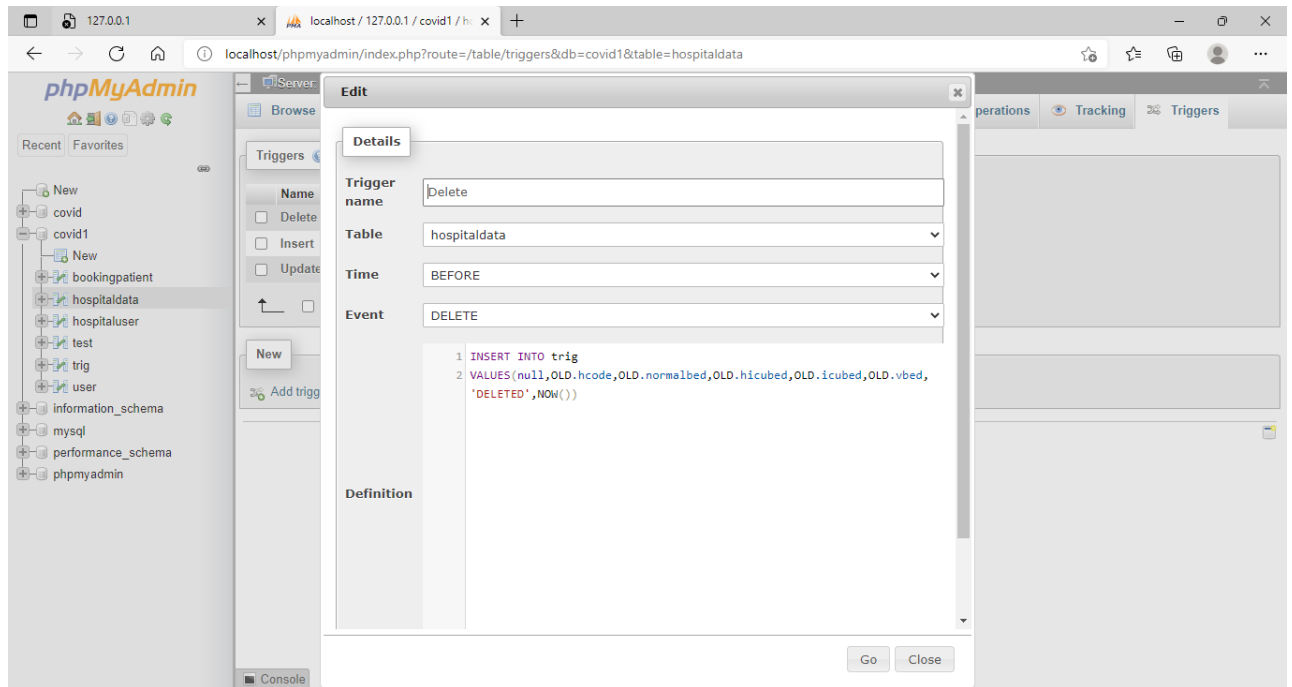 127.0.0.1
localhost / 127.0.0.1 / covid1 / h
localhost/phpmyadmin/index.php?route=/table/triggers&db=covid1&table=hospitaldata
phpMyAdmin
Recent Favorites
New
covid
covid1
New
bookingpatient
hospitaldata
hospitaluser
test
trig
user
information_schema
mysql
performance_schema
phpmyadmin
Server:
Browse
perations Tracking Triggers
Triggers
Name
Delete
Insert
Update
New
Add trigg
Console
Edit
Details
Trigger name Delete
Table hospitaldata
Time BEFORE
Event DELETE
Definition
1 INSERT INTO trig
2 VALUES(null,OLD.hcode,OLD.normalbed,OLD.hicubed,OLD.icubed,OLD.vbed,
'DELETED',NOW())
Go Close